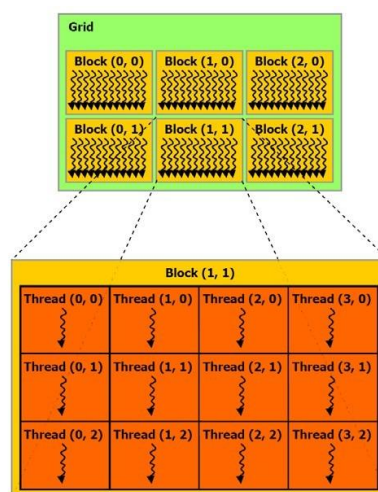 Grid
Block (0, 0) Block (1, 0) Block (2, 0)
Block (0, 1) Block (1, 1) Block (2, 1)
Block (1, 1)
Thread (0, 0) Thread (1, 0) Thread (2, 0) Thread (3, 0)
Thread (0, 1) Thread (1, 1) Thread (2, 1) Thread (3, 1)
Thread (0, 2) Thread (1, 2) Thread (2, 2) Thread (3, 2)